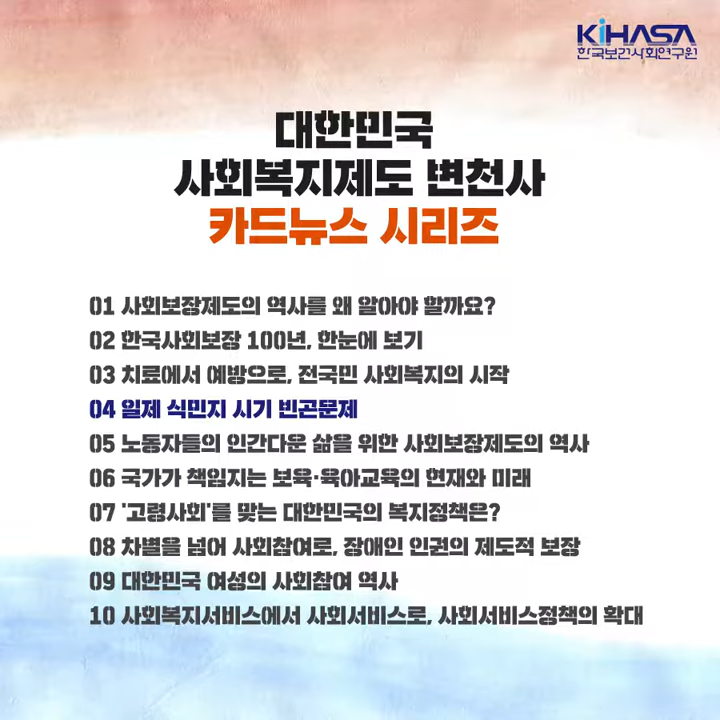 KiHASA
한국보건사회연구원
대한민국
사회복지제도 변천사
카드뉴스 시리즈
01 사회보장제도의 역사를 왜 알아야 할까요?
02 한국사회보장 100년, 한눈에 보기
03 치료에서 예방으로, 전국민 사회복지의 시작
04 일제 식민지 시기 빈곤문제
05 노동자들의 인간다운 삶을 위한 사회보장제도의 역사
06 국가가 책임지는 보육·육아교육의 현재와 미래
07 '고령사회'를 맞는 대한민국의 복지정책은?
08 차별을 넘어 사회참여로, 장애인 인권의 제도적 보장
09 대한민국 여성의 사회참여 역사
10 사회복지서비스에서 사회서비스로, 사회서비스정책의 확대